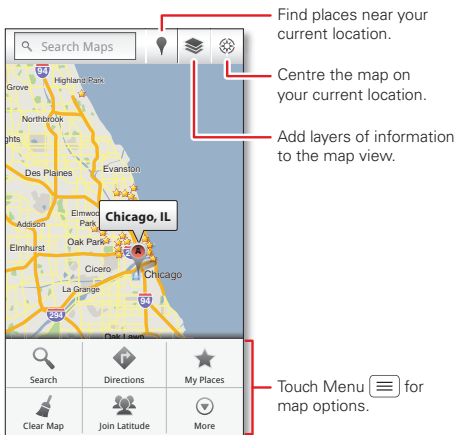 Find places near your
current location.
Search Maps
Centre the map on
your current location.
Add layers of information
to the map view.
94
Highland Park
Grove
Northbrook
ghts
Des Plaines
Evanston
Chicago, IL
Elmwood
Park
Addison
Oak Park
Elmhurst
A
Cicero
Chicago
La Grange
94
294
Oak Lawn
Search
Directions
My Places
Touch Menu for
map options.
Clear Map
Join Latitude
More